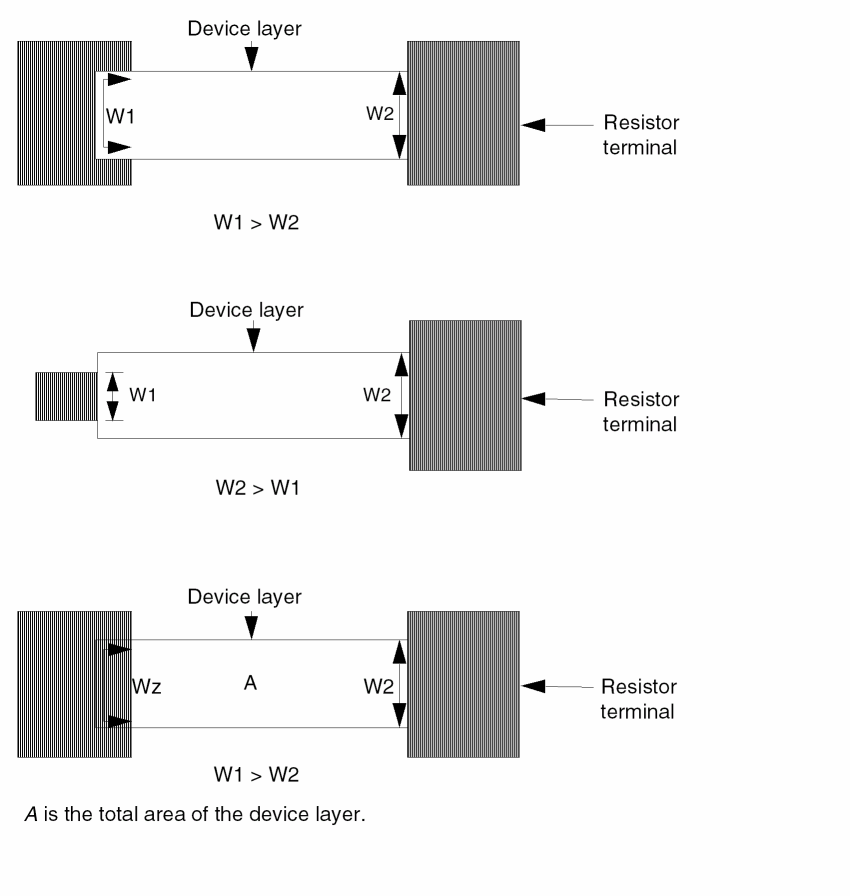 Device layer
W1
W2
Resistor
terminal
W1 > W2
Device layer
W1
W2
Resistor
terminal
W2 > W1
Device layer
Wz
A
W2
Resistor
terminal
W1 > W2
A is the total area of the device layer.